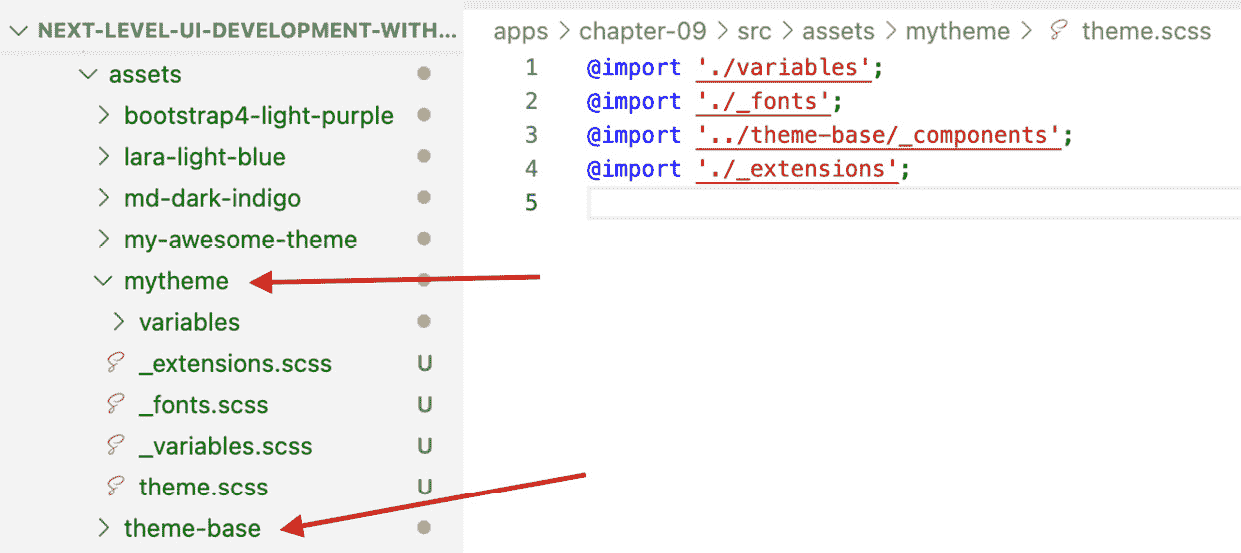 NEXT-LEVEL-UI-DEVELOPMENT-WITH...
assets
bootstrap4-light-purple
lara-light-blue
md-dark-indigo
my-awesome-theme
mytheme
variables
_extensions.scss U
_fonts.scss U
_variables.scss U
theme.scss U
theme-base
apps > chapter-09 > src > assets > mytheme > theme.scss
1 @import './variables';
2 @import './_fonts';
3 @import '../theme-base/_components';
4 @import './_extensions';
5